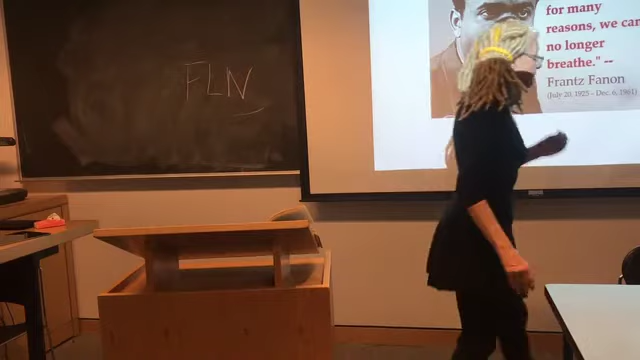 FLN
for many
reasons, we can
no longer
breathe." --
Frantz Fanon
(July 20, 1925 – Dec. 6, 1961)